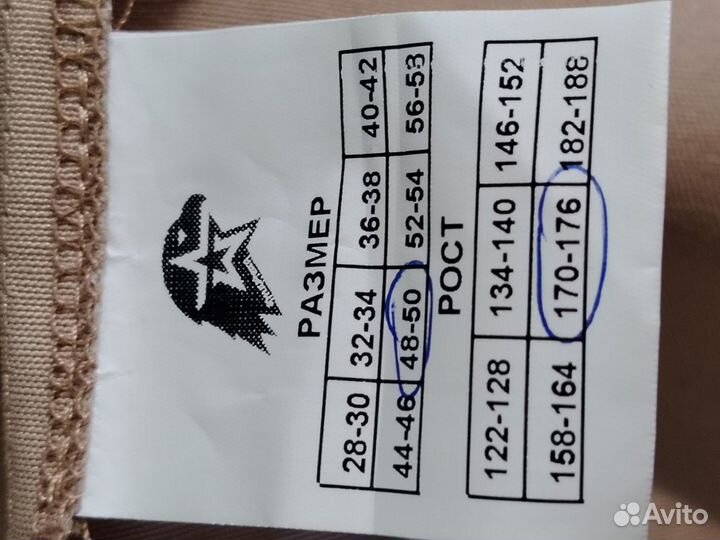 РАЗМЕР
28-30 32-34 36-38 40-42
44-46 48-50 52-54 56-58
РОСТ
122-128 134-140 146-152
158-164 170-176 182-188
Avito